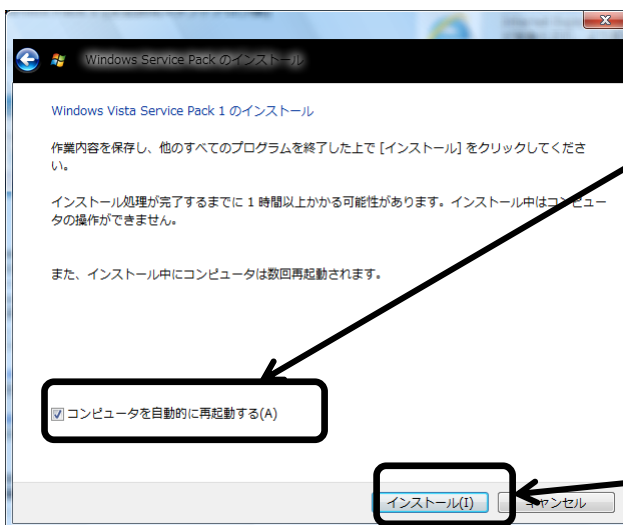 Windows Service Pack のインストール
Windows Vista Service Pack 1 のインストール
作業内容を保存し、他のすべてのプログラムを終了した上で [インストール] をクリックしてくださ
い。
インストール処理が完了するまでに 1 時間以上かかる可能性があります。インストール中はコンピュー
タの操作ができません。
また、インストール中にコンピュータは数回再起動されます。
コンピュータを自動的に再起動する(A)
インストール(I)
キャンセル